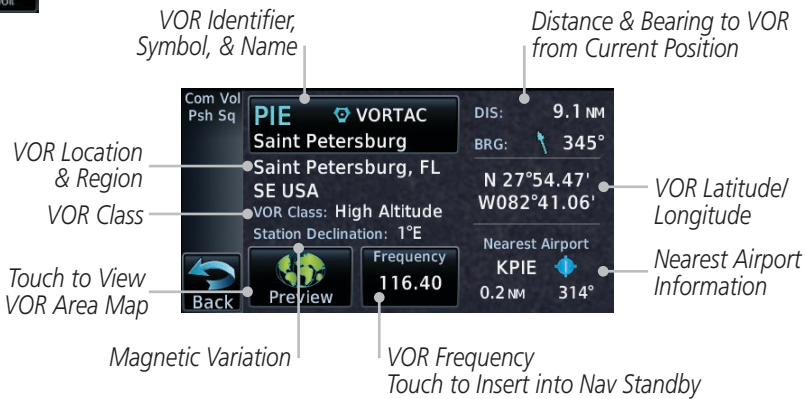 VOR Identifier,
Symbol, & Name
Distance & Bearing to VOR
from Current Position
Com Vol
Psh Sq
PIE VORTAC
Saint Petersburg
DIS: 9.1 NM
BRG: 345°
VOR Location
& Region
Saint Petersburg, FL
SE USA
N 27°54.47'
W082°41.06'
VOR Latitude/
Longitude
VOR Class
VOR Class: High Altitude
Station Declination: 1°E
Nearest Airport
KPIE
0.2 NM 314°
Nearest Airport
Information
Touch to View
VOR Area Map
Back
Preview
Frequency
116.40
Magnetic Variation
VOR Frequency
Touch to Insert into Nav Standby